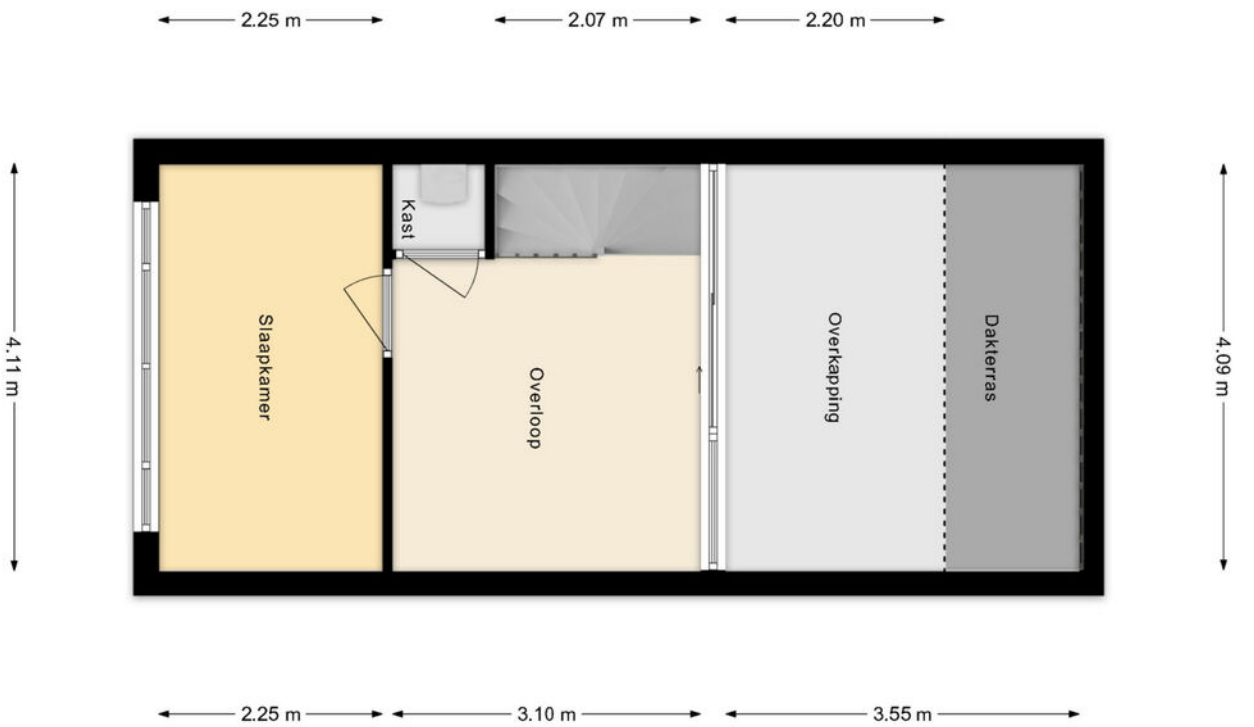 2.25 m
2.07 m
2.20 m
4.11 m
Slaapkamer
Kast
Overloop
Overkapping
Dakterras
4.09 m
2.25 m
3.10 m
3.55 m